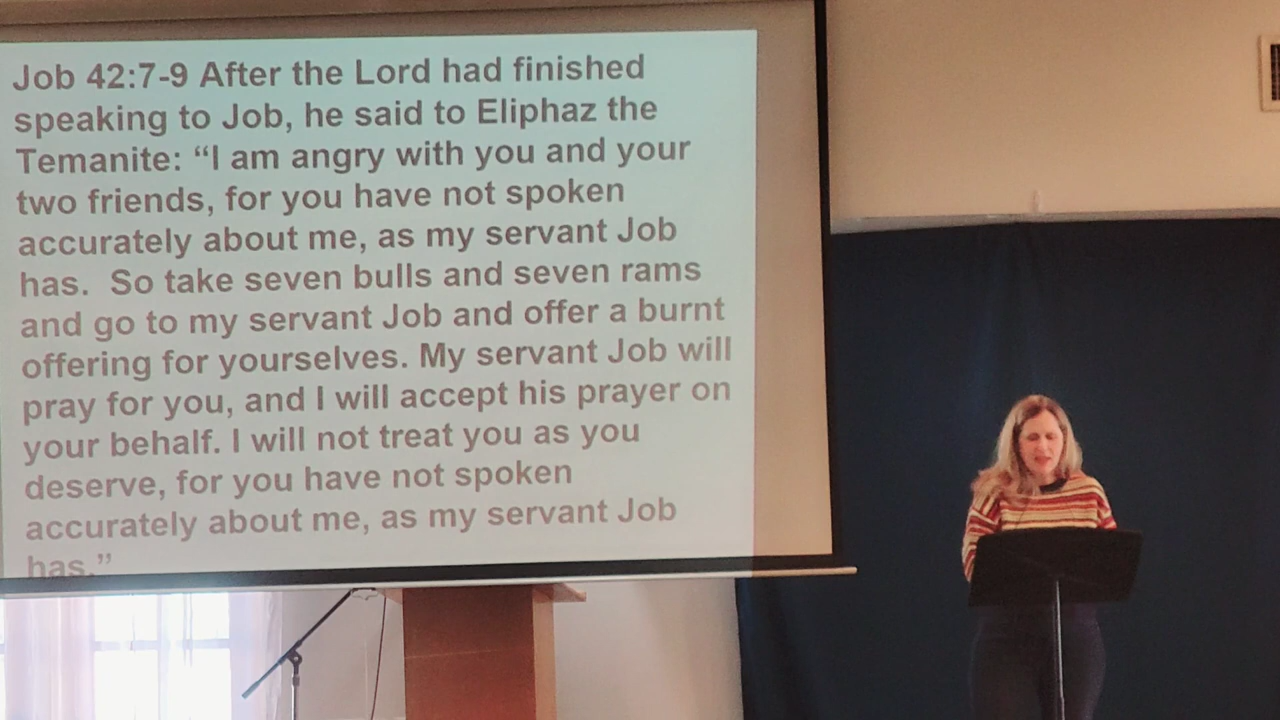 Job 42:7-9 After the Lord had finished
speaking to Job, he said to Eliphaz the
Temanite: “I am angry with you and your
two friends, for you have not spoken
accurately about me, as my servant Job
has.  So take seven bulls and seven rams
and go to my servant Job and offer a burnt
offering for yourselves. My servant Job will
pray for you, and I will accept his prayer on
your behalf. I will not treat you as you
deserve, for you have not spoken
accurately about me, as my servant Job
has.”